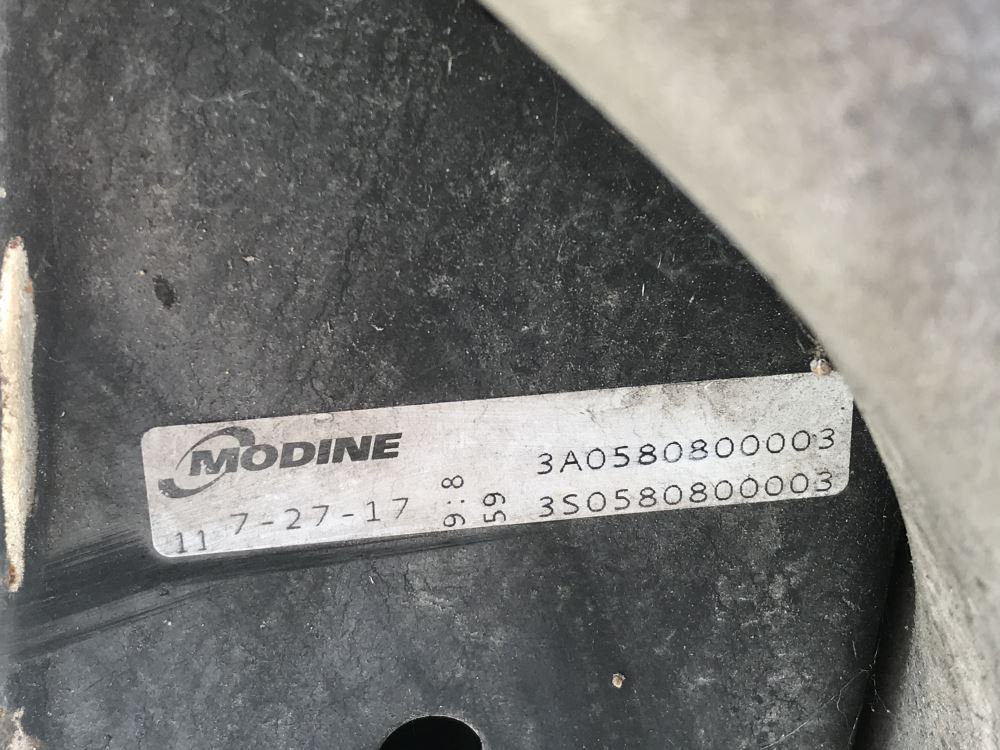 MODINE
11 7-27-17
9:8
59
3A0580800003
3S0580800003